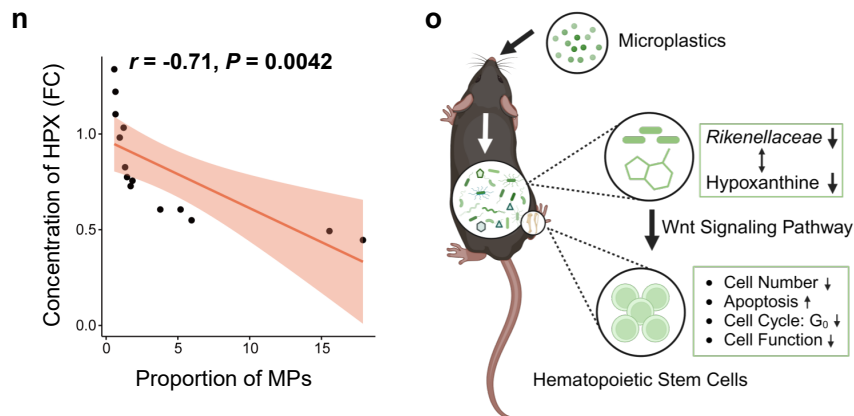 n
r = -0.71, P = 0.0042
Concentration of HPX (FC)
1.0
0.5
0.0
0
5
10
15
Proportion of MPs
o
Microplastics
Rikenellaceae ↓
↕
Hypoxanthine ↓
Wnt Signaling Pathway
• Cell Number ↓
• Apoptosis ↑
• Cell Cycle: G₀ ↓
• Cell Function ↓
Hematopoietic Stem Cells